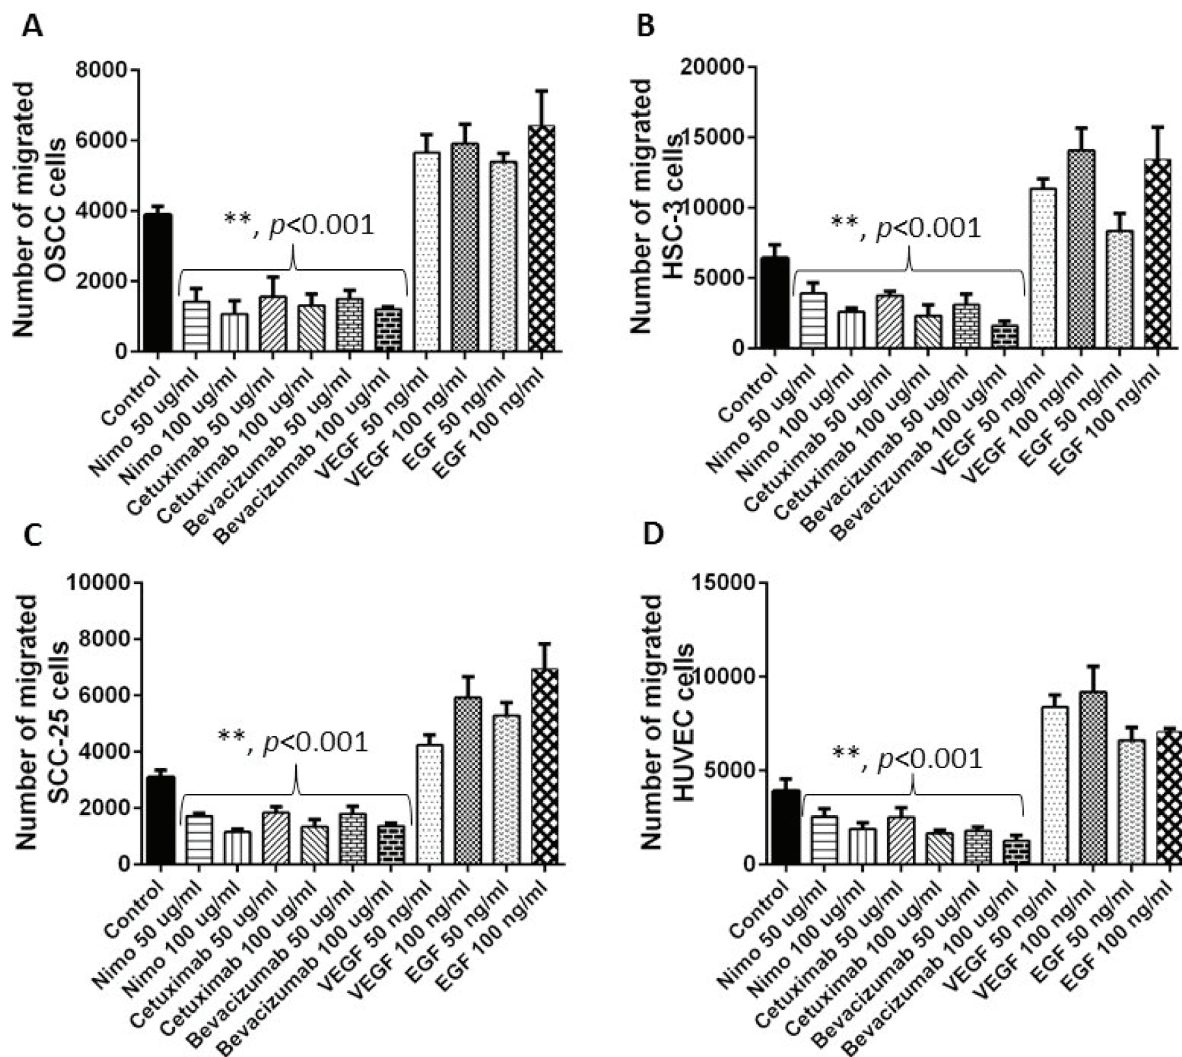 A
Number of migrated
OSCC cells
8000
6000
4000
2000
0
**, p<0.001
Control
Nimo 50 ug/ml
Nimo 100 ug/ml
Cetuximab 50 ug/ml
Cetuximab 100 ug/ml
Bevacizumab 50 ug/ml
Bevacizumab 100 ug/ml
VEGF 50 ng/ml
VEGF 100 ng/ml
EGF 50 ng/ml
EGF 100 ng/ml
B
Number of migrated
HSC-3 cells
20000
15000
10000
5000
0
**, p<0.001
Control
Nimo 50 ug/ml
Nimo 100 ug/ml
Cetuximab 50 ug/ml
Cetuximab 100 ug/ml
Bevacizumab 50 ug/ml
Bevacizumab 100 ug/ml
VEGF 50 ng/ml
VEGF 100 ng/ml
EGF 50 ng/ml
EGF 100 ng/ml
C
Number of migrated
SCC-25 cells
10000
8000
6000
4000
2000
0
**, p<0.001
Control
Nimo 50 ug/ml
Nimo 100 ug/ml
Cetuximab 50 ug/ml
Cetuximab 100 ug/ml
Bevacizumab 50 ug/ml
Bevacizumab 100 ug/ml
VEGF 50 ng/ml
VEGF 100 ng/ml
EGF 50 ng/ml
EGF 100 ng/ml
D
Number of migrated
HUVEC cells
15000
10000
5000
0
**, p<0.001
Control
Nimo 50 ug/ml
Nimo 100 ug/ml
Cetuximab 50 ug/ml
Cetuximab 100 ug/ml
Bevacizumab 50 ug/ml
Bevacizumab 100 ug/ml
VEGF 50 ng/ml
VEGF 100 ng/ml
EGF 50 ng/ml
EGF 100 ng/ml